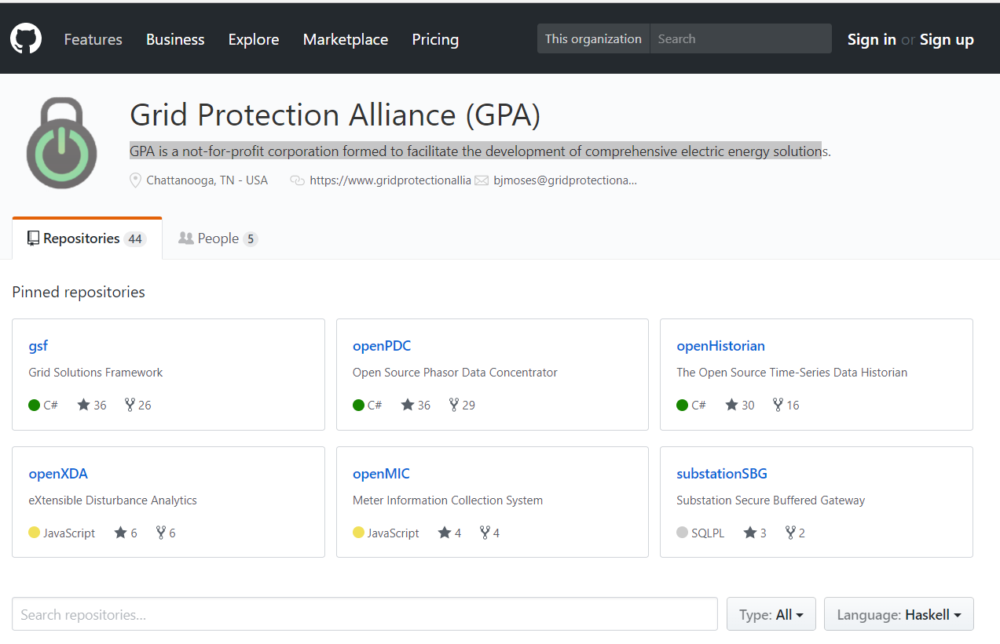 Features Business Explore Marketplace Pricing This organization Search Sign in or Sign up
Grid Protection Alliance (GPA)
GPA is a not-for-profit corporation formed to facilitate the development of comprehensive electric energy solutions.
Chattanooga, TN - USA https://www.gridprotectionallia bjmoses@gridprotectiona...
Repositories 44 People 5
Pinned repositories
gsf
Grid Solutions Framework
C# 36 26
openPDC
Open Source Phasor Data Concentrator
C# 36 29
openHistorian
The Open Source Time-Series Data Historian
C# 30 16
openXDA
eXtensible Disturbance Analytics
JavaScript 6 6
openMIC
Meter Information Collection System
JavaScript 4 4
substationSBG
Substation Secure Buffered Gateway
SQLPL 3 2
Search repositories... Type: All Language: Haskell